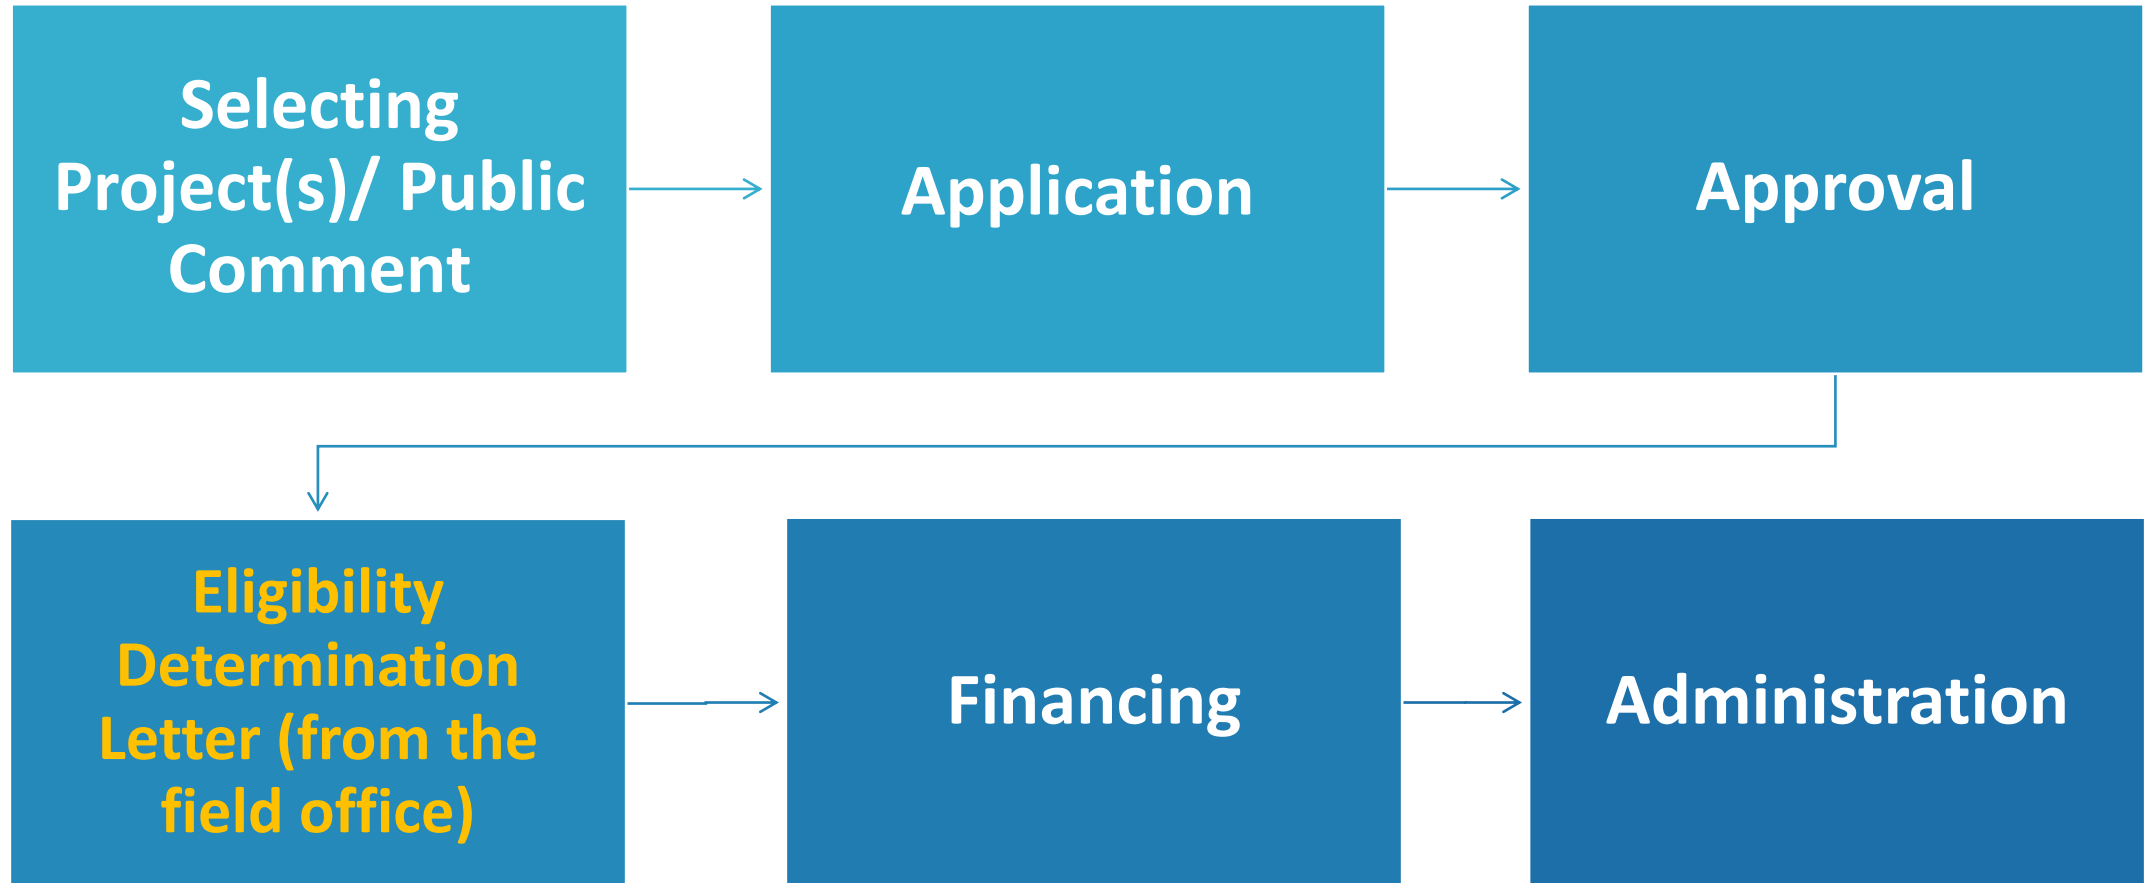 Selecting
Project(s)/ Public
Comment
Application
Approval
Eligibility
Determination
Letter (from the
field office)
Financing
Administration